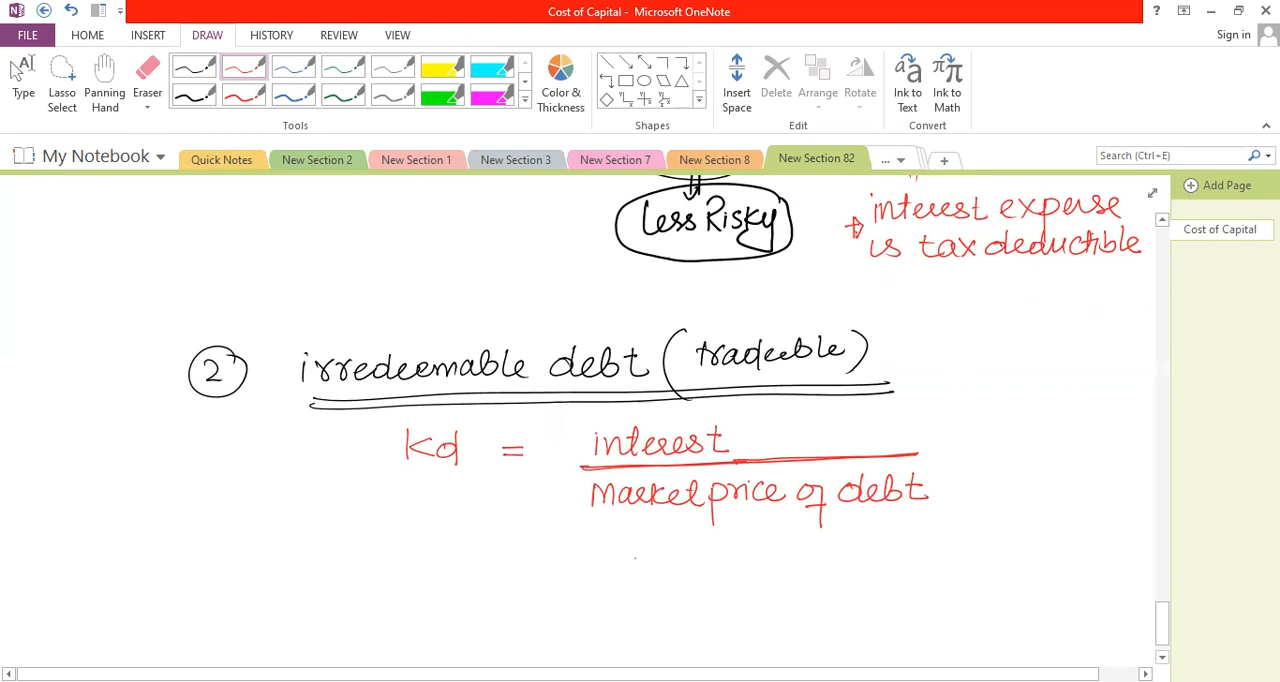 Cost of Capital - Microsoft OneNote
?
FILE HOME INSERT DRAW HISTORY REVIEW VIEW
Sign in
Type
Lasso Select
Panning Hand
Eraser
Color & Thickness
Insert Space
Delete
Arrange
Rotate
Ink to Text
Ink to Math
Tools
Shapes
Edit
Convert
My Notebook
Quick Notes
New Section 2
New Section 1
New Section 3
New Section 7
New Section 8
New Section 82
...
Search (Ctrl+E)
Add Page
Cost of Capital
less Risky
interest expense
is tax deductible
2 irredeemable debt (tradeeble)
Kd = interest
Market price of debt